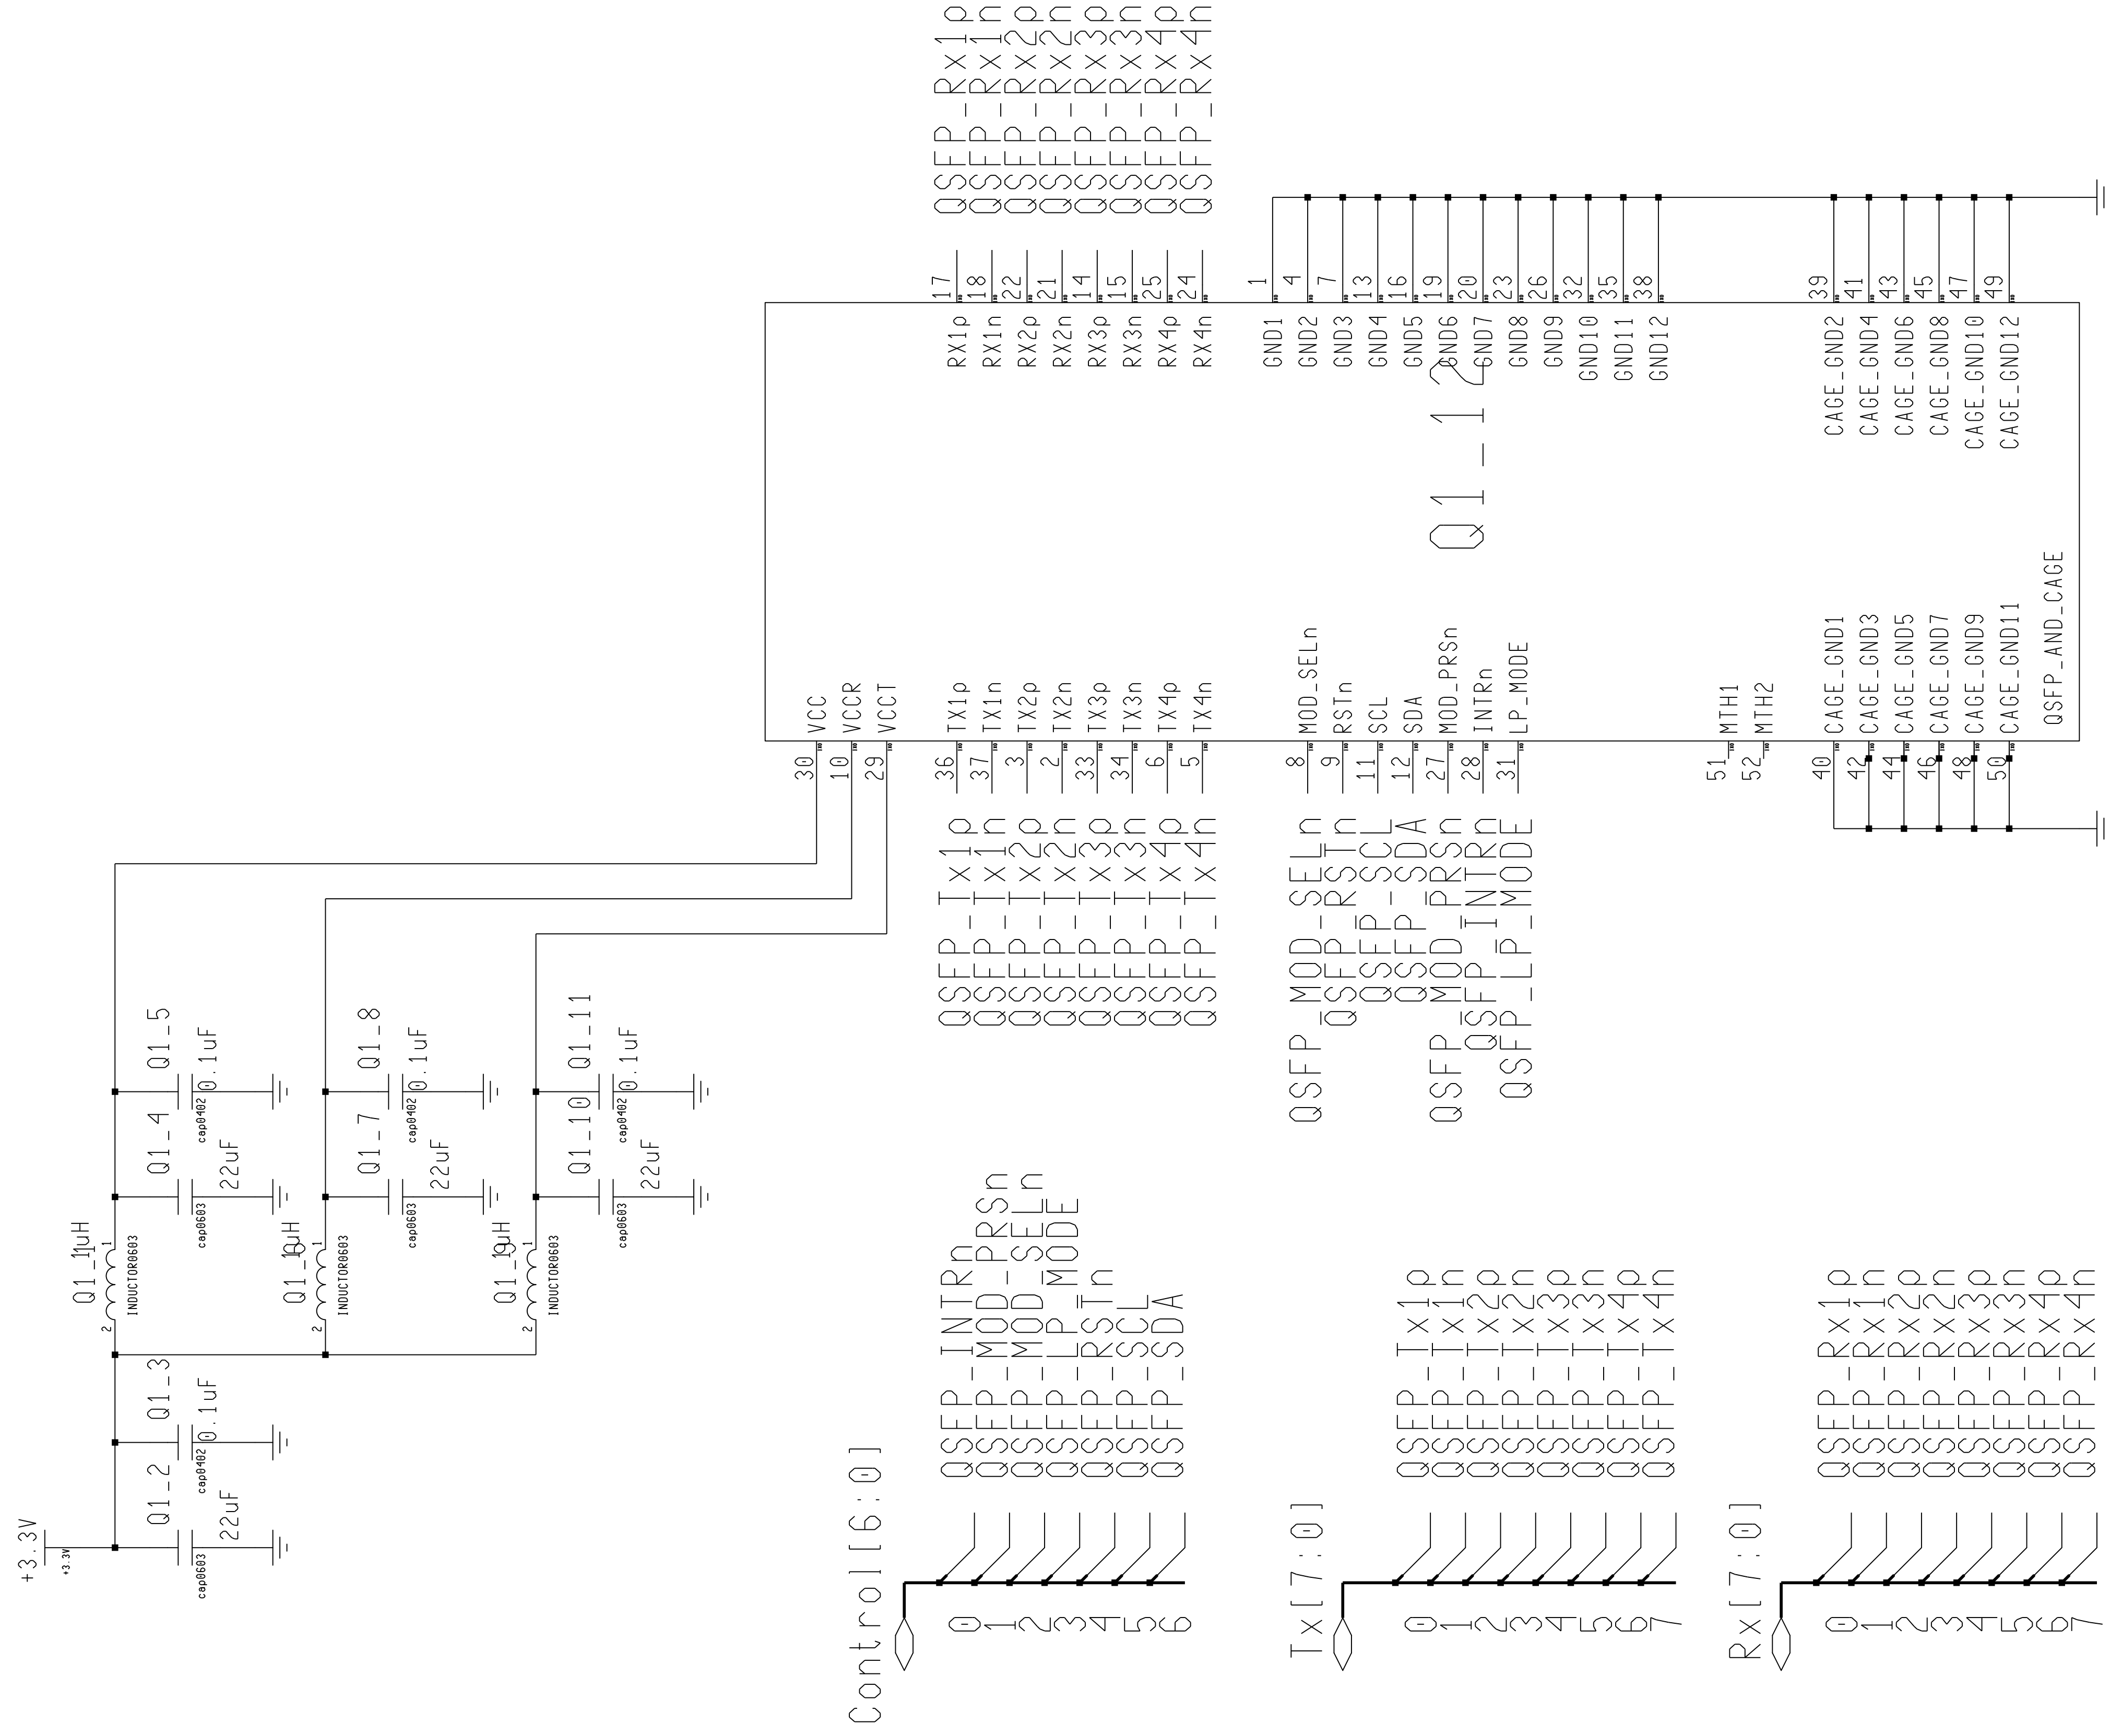 +3.3V
+3.3V
Q1_2
22uF
cap0603
Q1_3
0.1uF
cap0402
Q1_1
1uH
INDUCTOR0603
2
1
Q1_4
22uF
cap0603
Q1_5
0.1uF
cap0402
1uH
INDUCTOR0603
2
1
Q1_7
22uF
cap0603
Q1_8
0.1uF
cap0402
1uH
INDUCTOR0603
2
1
Q1_10
22uF
cap0603
Q1_11
0.1uF
cap0402
30 VCC
10 VCCR
29 VCCT
QSFP_Tx1p 36 TX1p
QSFP_Tx1n 37 TX1n
QSFP_Tx2p 3 TX2p
QSFP_Tx2n 2 TX2n
QSFP_Tx3p 33 TX3p
QSFP_Tx3n 34 TX3n
QSFP_Tx4p 6 TX4p
QSFP_Tx4n 5 TX4n
QSFP_MOD_SELn 8 MOD_SELn
QSFP_RSTn 9 RSTn
QSFP_SCL 11 SCL
QSFP_SDA 12 SDA
QSFP_MOD_PRSn 27 MOD_PRSn
QSFP_INTRn 28 INTRn
QSFP_LP_MODE 31 LP_MODE
51 MTH1
52 MTH2
40 CAGE_GND1
42 CAGE_GND3
44 CAGE_GND5
46 CAGE_GND7
48 CAGE_GND9
50 CAGE_GND11
QSFP_AND_CAGE
Q1_12
RX1p 17 QSFP_Rx1p
RX1n 18 QSFP_Rx1n
RX2p 22 QSFP_Rx2p
RX2n 21 QSFP_Rx2n
RX3p 14 QSFP_Rx3p
RX3n 15 QSFP_Rx3n
RX4p 25 QSFP_Rx4p
RX4n 24 QSFP_Rx4n
GND1 1
GND2 4
GND3 7
GND4 13
GND5 16
GND6 19
GND7 20
GND8 23
GND9 26
GND10 32
GND11 35
GND12 38
CAGE_GND2 39
CAGE_GND4 41
CAGE_GND6 43
CAGE_GND8 45
CAGE_GND10 47
CAGE_GND12 49
Control[6:0]
0 QSFP_INTRn
1 QSFP_MOD_PRSn
2 QSFP_MOD_SELn
3 QSFP_LP_MODE
4 QSFP_RSTn
5 QSFP_SCL
6 QSFP_SDA
Tx[7:0]
0 QSFP_Tx1p
1 QSFP_Tx1n
2 QSFP_Tx2p
3 QSFP_Tx2n
4 QSFP_Tx3p
5 QSFP_Tx3n
6 QSFP_Tx4p
7 QSFP_Tx4n
Rx[7:0]
0 QSFP_Rx1p
1 QSFP_Rx1n
2 QSFP_Rx2p
3 QSFP_Rx2n
4 QSFP_Rx3p
5 QSFP_Rx3n
6 QSFP_Rx4p
7 QSFP_Rx4n